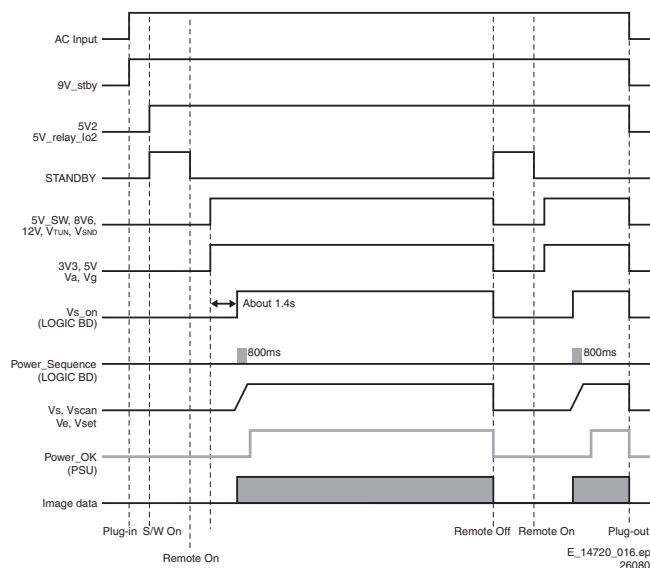 AC Input
9V_stby
5V2
5V_relay_Io2
STANDBY
5V_SW, 8V6,
12V, VTUN, VSND
3V3, 5V
Va, Vg
Vs_on
(LOGIC BD)
About 1.4s
Power_Sequence
(LOGIC BD)
800ms
800ms
Vs, Vscan
Ve, Vset
Power_OK
(PSU)
Image data
Plug-in S/W On
Remote Off Remote On
Plug-out
Remote On
E_14720_016.ep
26080